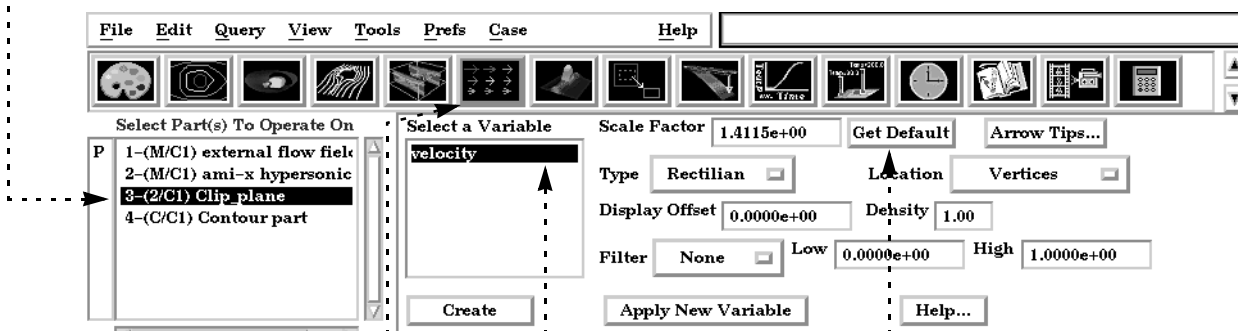 File Edit Query View Tools Prefs Case Help
Select Part(s) To Operate On
P
1-(M/C1) external flow field
2-(M/C1) ami-x hypersonic
3-(2/C1) Clip_plane
4-(C/C1) Contour part
Select a Variable
velocity
Scale Factor 1.4115e+00 Get Default Arrow Tips...
Type Rectilian Location Vertices
Display Offset 0.0000e+00 Density 1.00
Filter None Low 0.0000e+00 High 1.0000e+00
Create Apply New Variable Help...